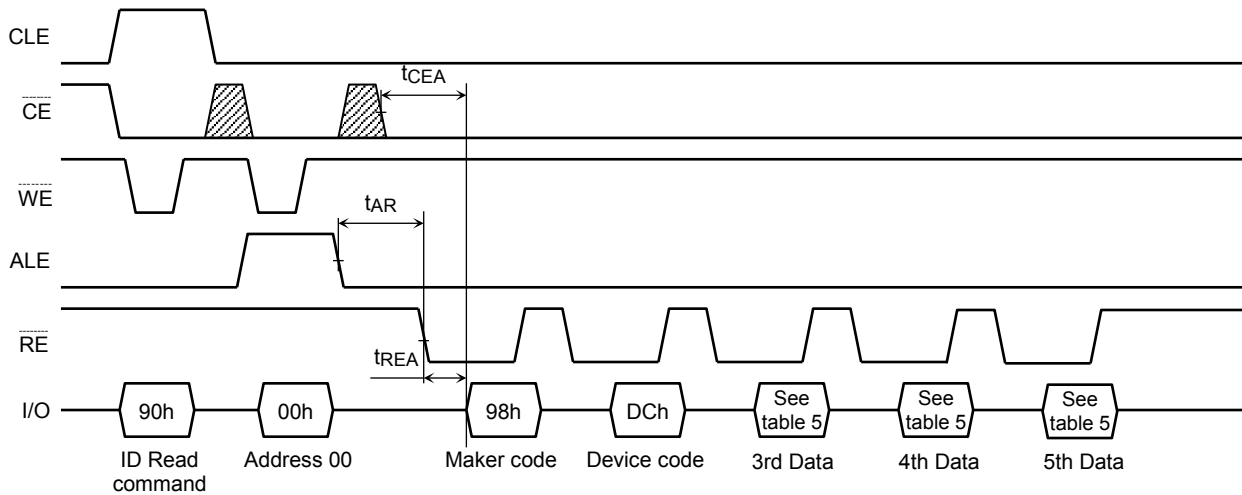 CLE
tCEA
CE
WE
tAR
ALE
RE
tREA
I/O
90h
00h
98h
DCh
See
table 5
See
table 5
See
table 5
ID Read
command
Address 00
Maker code
Device code
3rd Data
4th Data
5th Data